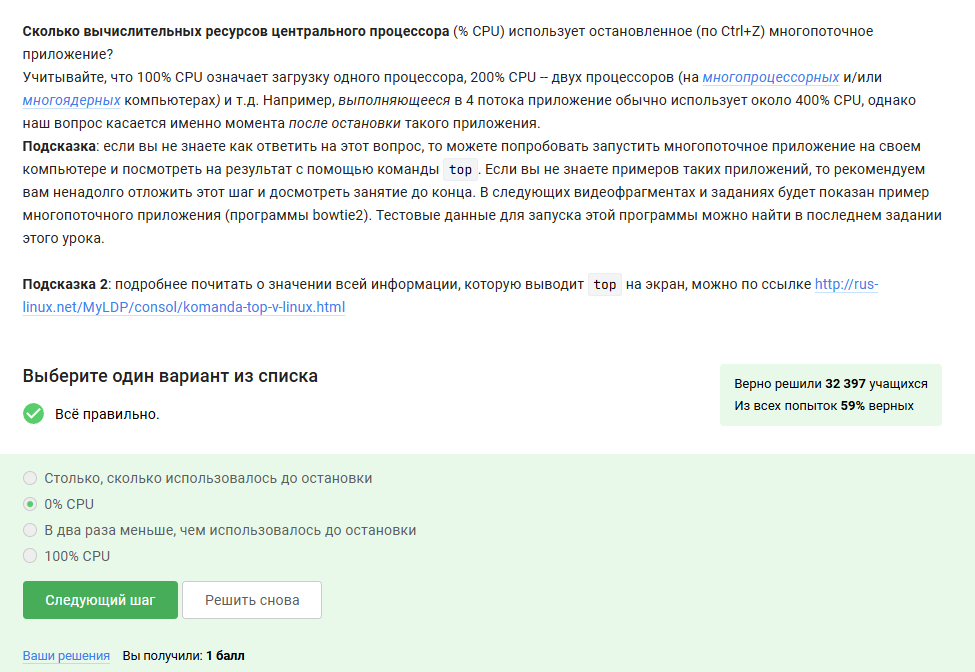 Сколько вычислительных ресурсов центрального процессора (% CPU) использует остановленное (по Ctrl+Z) многопоточное
приложение?
Учитывайте, что 100% CPU означает загрузку одного процессора, 200% CPU – двух процессоров (на многопроцессорных и/или
многоядерных компьютерах) и т.д. Например, выполняющееся в 4 потока приложение обычно использует около 400% CPU, однако
наш вопрос касается именно момента после остановки такого приложения.
Подсказка: если вы не знаете как ответить на этот вопрос, то можете попробовать запустить многопоточное приложение на своем
компьютере и посмотреть на результат с помощью команды top . Если вы не знаете примеров таких приложений, то рекомендуем
вам ненадолго отложить этот шаг и досмотреть занятие до конца. В следующих видеофрагментах и заданиях будет показан пример
многопоточного приложения (программы bowtie2). Тестовые данные для запуска этой программы можно найти в последнем задании
этого урока.
Подсказка 2: подробнее почитать о значении всей информации, которую выводит top на экран, можно по ссылке http://rus-
linux.net/MyLDP/consol/komanda-top-v-linux.html
Выберите один вариант из списка
Всё правильно.
Верно решили 32 397 учащихся
Из всех попыток 59% верных
Столько, сколько использовалось до остановки
0% CPU
В два раза меньше, чем использовалось до остановки
100% CPU
Следующий шаг
Решить снова
Ваши решения Вы получили: 1 балл